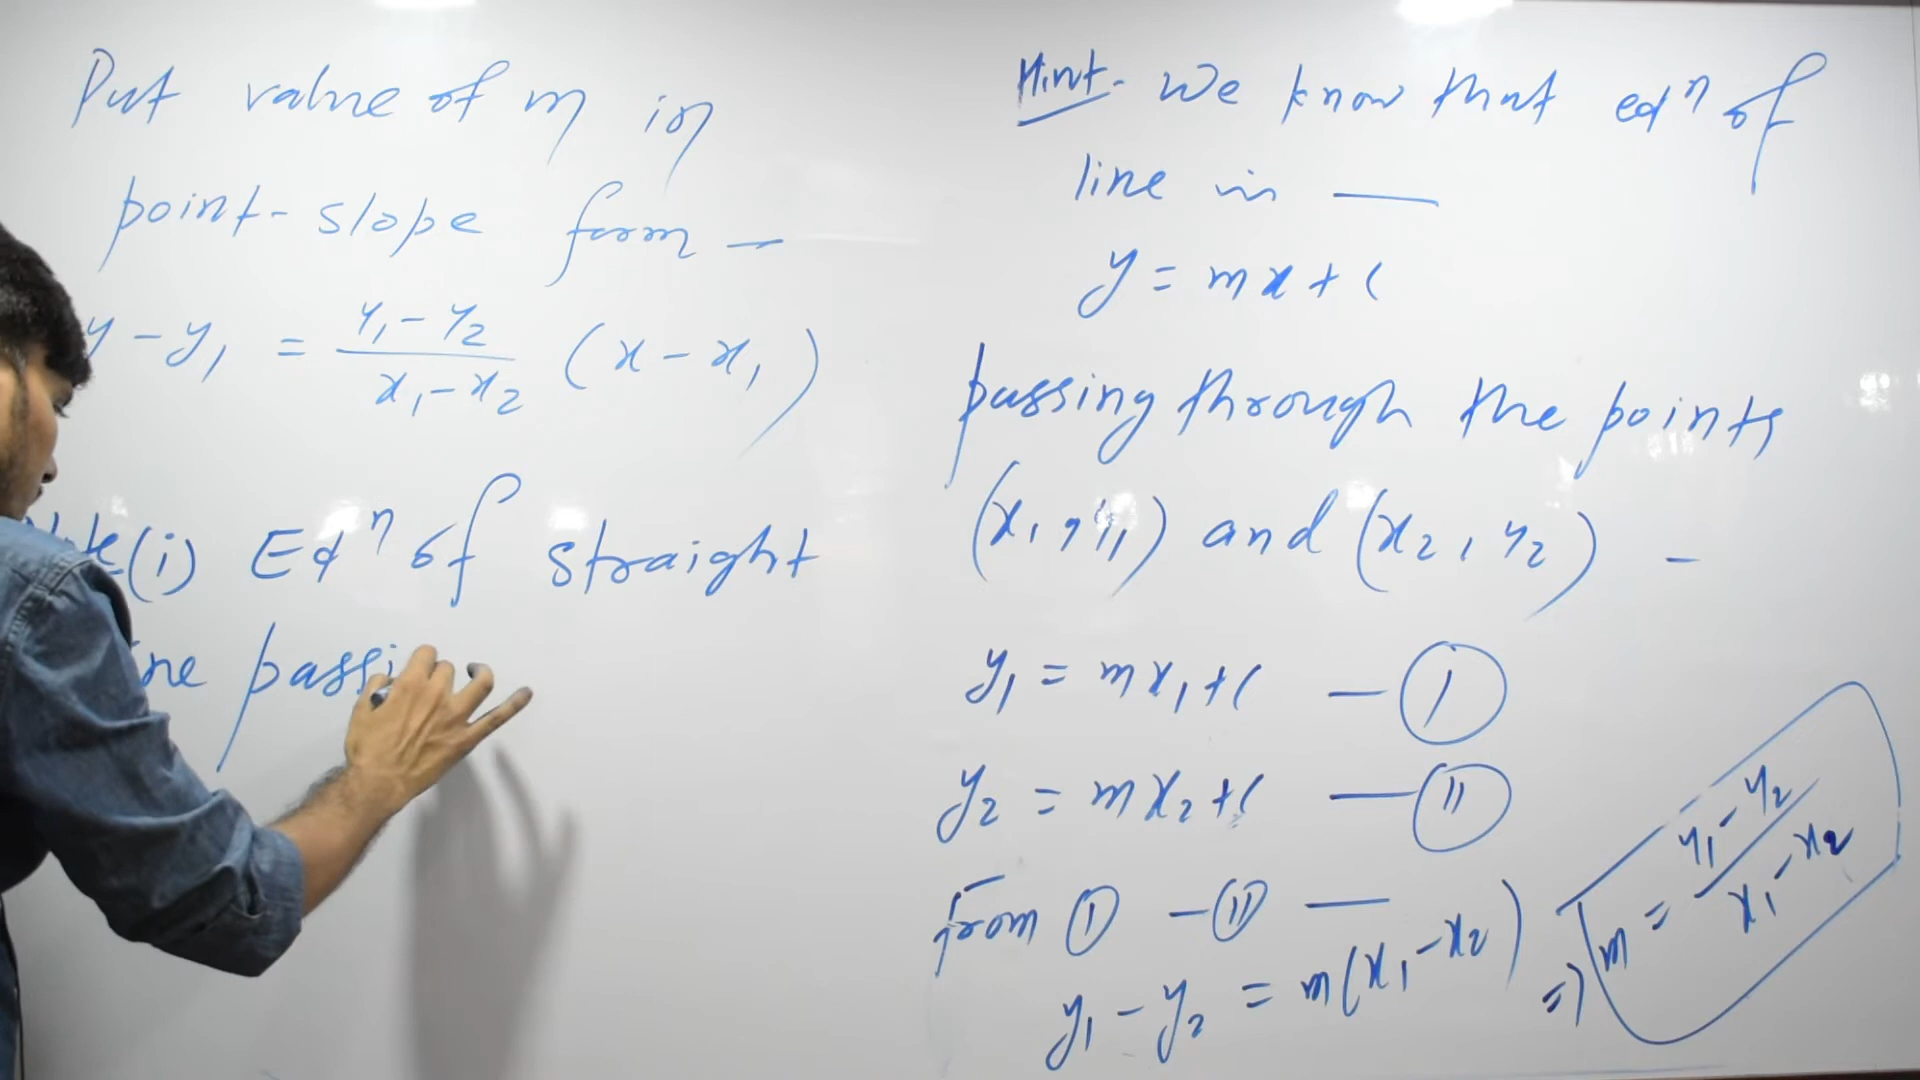 Put value of m in
point-slope form —
y - y₁ = (y₁ - y₂)/(x₁ - x₂) (x - x₁)
(i) Eqⁿ of straight
passi
Hint - We know that eqⁿ of
line in —
y = mx + c
passing through the points
(x₁, y₁) and (x₂, y₂) -
y₁ = mx₁ + c — I
y₂ = mx₂ + c — II
from I - II —
y₁ - y₂ = m(x₁ - x₂)
=> m = (y₁ - y₂)/(x₁ - x₂)